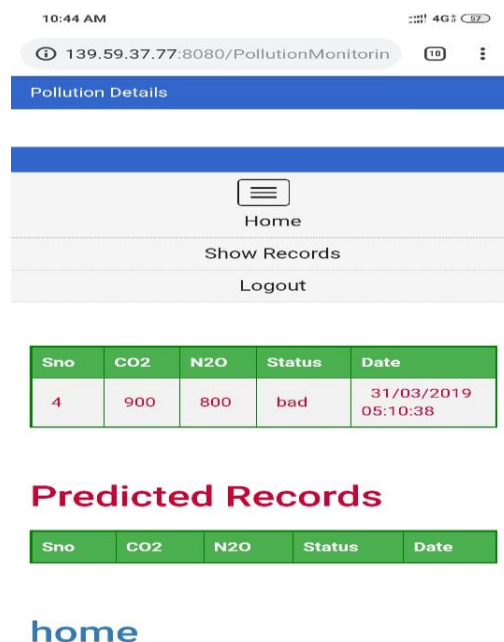 10:44 AM 4G 57
139.59.37.77:8080/PollutionMonitorin 10
Pollution Details
Home
Show Records
Logout
Sno CO2 N2O Status Date
4 900 800 bad 31/03/2019
05:10:38
Predicted Records
Sno CO2 N2O Status Date
home